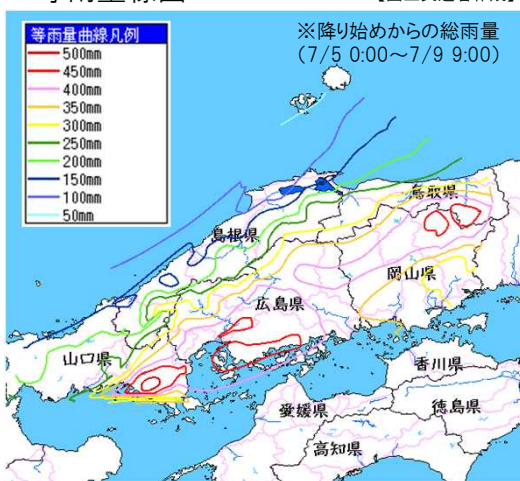 等雨量曲線凡例
500mm
450mm
400mm
350mm
300mm
250mm
200mm
150mm
100mm
50mm
※降り始めからの総雨量
(7/5 0:00～7/9 9:00)
鳥取県
島根県
岡山県
広島県
山口県
香川県
愛媛県
徳島県
高知県